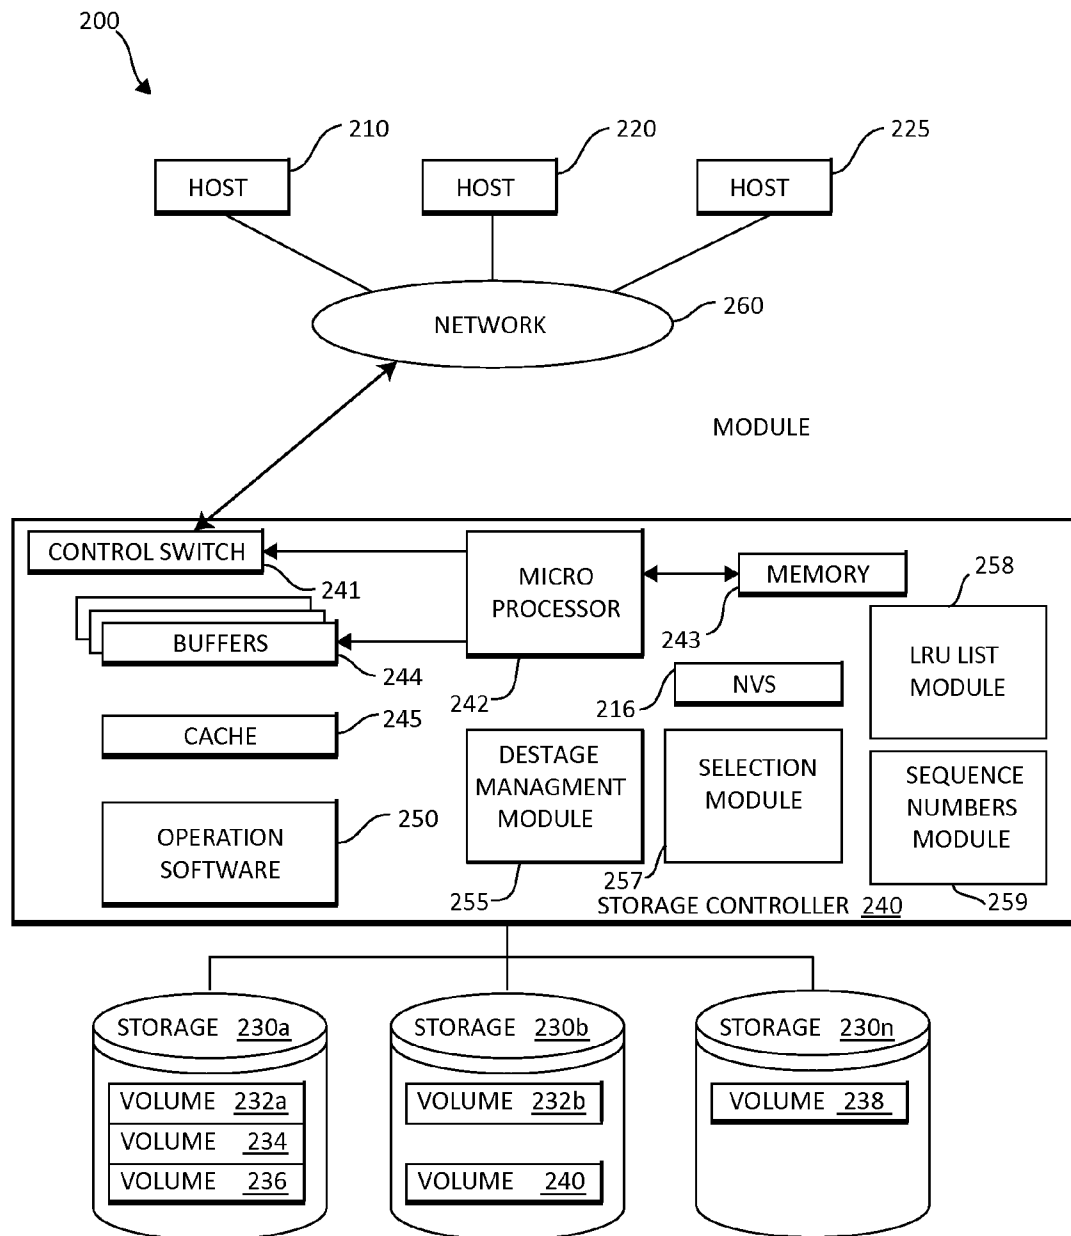 200
210
220
225
HOST
HOST
HOST
260
NETWORK
MODULE
CONTROL SWITCH
241
MICRO
PROCESSOR
242
MEMORY
243
258
BUFFERS
244
LRU LIST
MODULE
216
NVS
CACHE
245
DESTAGE
MANAGMENT
MODULE
255
SELECTION
MODULE
257
SEQUENCE
NUMBERS
MODULE
259
OPERATION
SOFTWARE
250
STORAGE CONTROLLER 240
STORAGE 230a
STORAGE 230b
STORAGE 230n
VOLUME 232a
VOLUME 234
VOLUME 236
VOLUME 232b
VOLUME 240
VOLUME 238